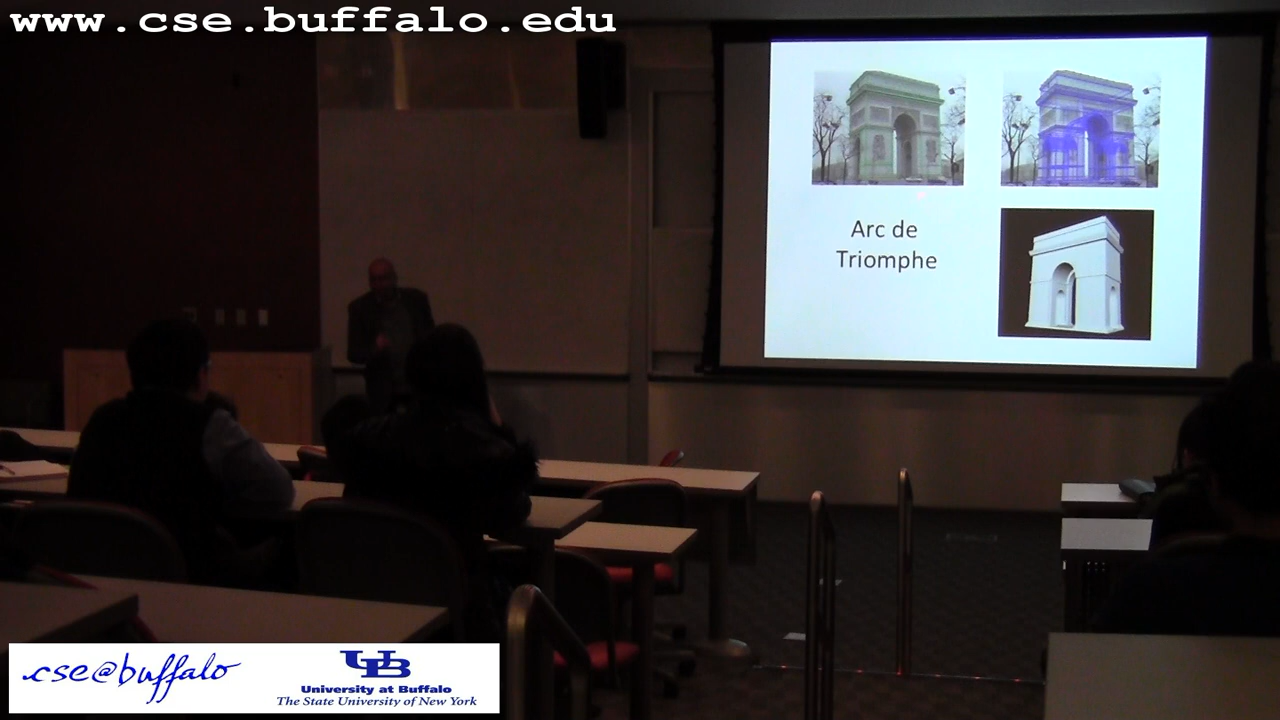 www.cse.buffalo.edu
Arc de
Triomphe
cse@buffalo
UB
University at Buffalo
The State University of New York